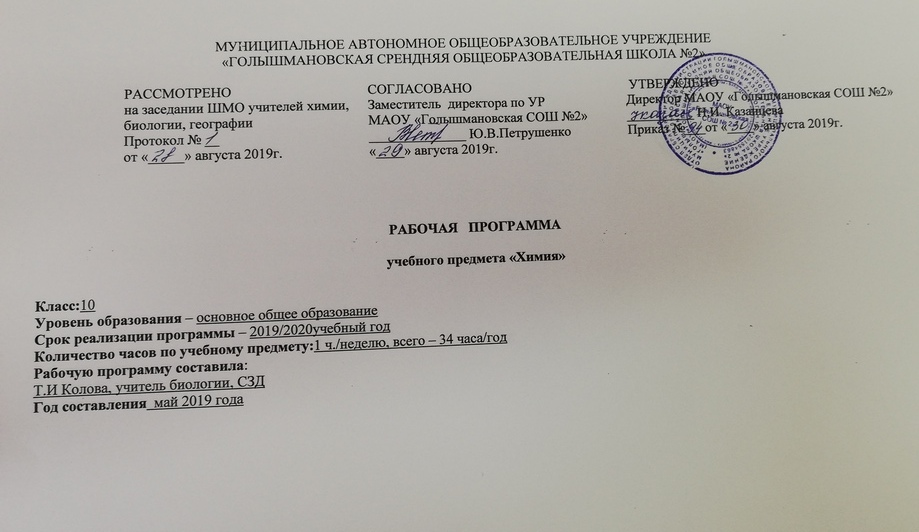 МУНИЦИПАЛЬНОЕ АВТОНОМНОЕ ОБЩЕОБРАЗОВАТЕЛЬНОЕ УЧРЕЖДЕНИЕ
«ГОЛЫШМАНОВСКАЯ СРЕНДНЯЯ ОБЩЕОБРАЗОВАТЕЛЬНАЯ ШКОЛА №2»
РАССМОТРЕНО
на заседании ШМО учителей химии,
биологии, географии
Протокол № 1
от «28» августа 2019г.
СОГЛАСОВАНО
Заместитель директора по УР
МАОУ «Голышмановская СОШ №2»
Ю.В.Петрушенко
«29» августа 2019г.
УТВЕРЖДЕНО
Директор МАОУ «Голышмановская СОШ №2»
Н.И. Казанцева
Приказ № 94 от «30» августа 2019г.
РАБОЧАЯ ПРОГРАММА
учебного предмета «Химия»
Класс:10
Уровень образования – основное общее образование
Срок реализации программы – 2019/2020учебный год
Количество часов по учебному предмету:1 ч./неделю, всего – 34 часа/год
Рабочую программу составила:
Т.И Колова, учитель биологии, СЗД
Год составления май 2019 года